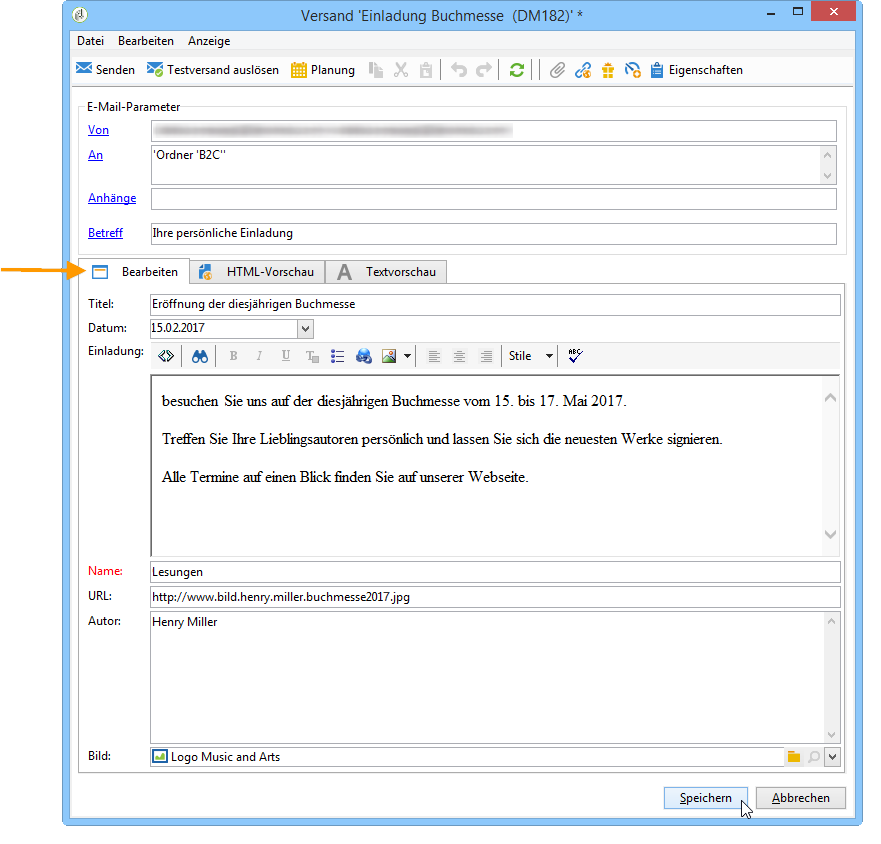 Versand 'Einladung Buchmesse (DM182)' *
Datei Bearbeiten Anzeige
Senden Testversand auslösen Planung Eigenschaften
E-Mail-Parameter
Von
An 'Ordner 'B2C''
Anhänge
Betreff Ihre persönliche Einladung
Bearbeiten HTML-Vorschau A Textvorschau
Titel: Eröffnung der diesjährigen Buchmesse
Datum: 15.02.2017
Einladung: B I U T Stile ABC
besuchen Sie uns auf der diesjährigen Buchmesse vom 15. bis 17. Mai 2017.
Treffen Sie Ihre Lieblingsautoren persönlich und lassen Sie sich die neuesten Werke signieren.
Alle Termine auf einen Blick finden Sie auf unserer Webseite.
Name: Lesungen
URL: http://www.bild.henry.miller.buchmesse2017.jpg
Autor: Henry Miller
Bild: Logo Music and Arts
Speichern Abbrechen